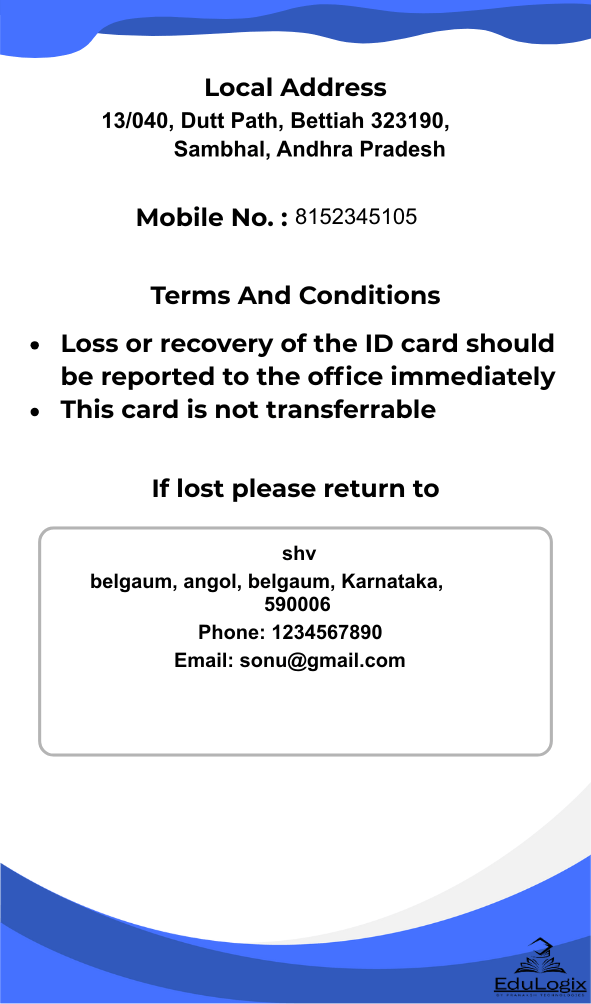 Local Address
13/040, Dutt Path, Bettiah 323190,
Sambhal, Andhra Pradesh
Mobile No. : 8152345105
Terms And Conditions
• Loss or recovery of the ID card should
be reported to the office immediately
• This card is not transferrable
If lost please return to
shv
belgaum, angol, belgaum, Karnataka,
590006
Phone: 1234567890
Email: sonu@gmail.com
EduLogix